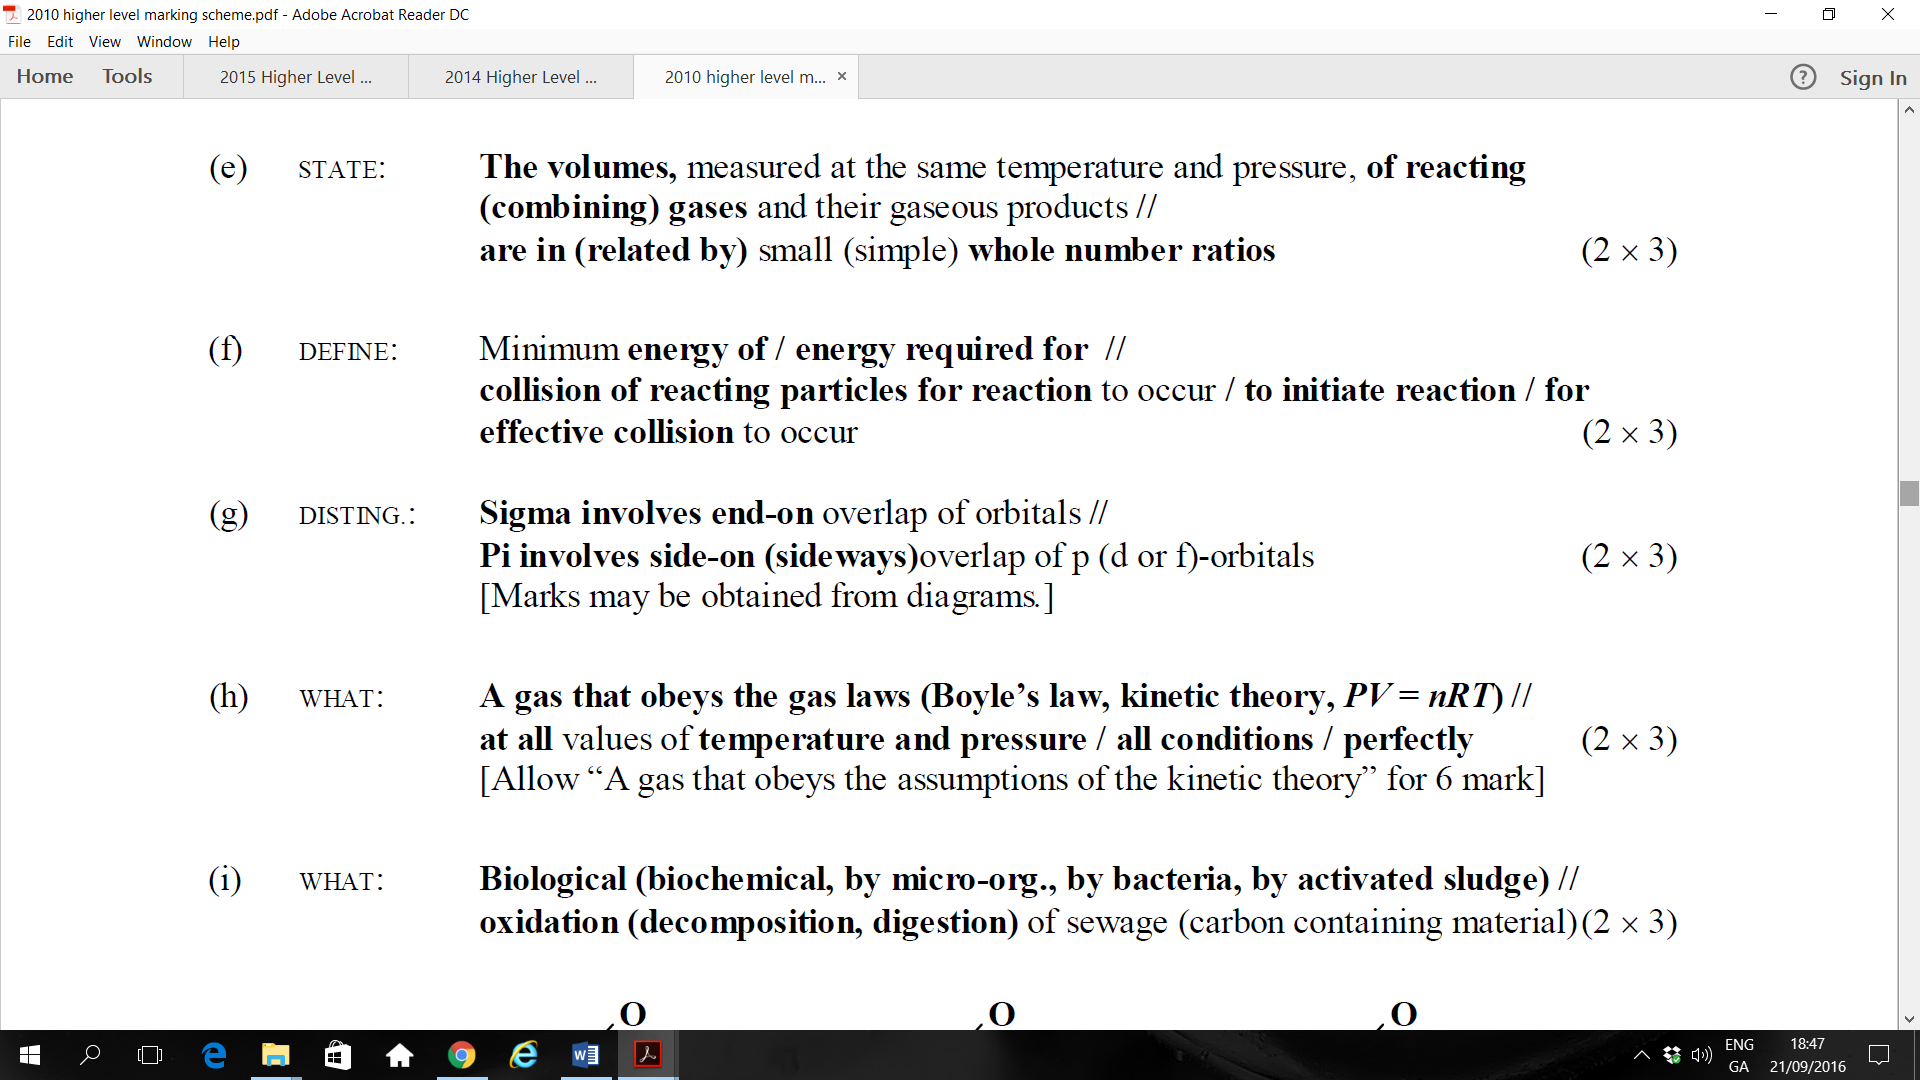 2010 higher level marking scheme.pdf - Adobe Acrobat Reader DC
File Edit View Window Help
Home Tools 2015 Higher Level ... 2014 Higher Level ... 2010 higher level m... × ? Sign In
(e) STATE: The volumes, measured at the same temperature and pressure, of reacting
(combining) gases and their gaseous products //
are in (related by) small (simple) whole number ratios (2 × 3)
(f) DEFINE: Minimum energy of / energy required for //
collision of reacting particles for reaction to occur / to initiate reaction / for
effective collision to occur (2 × 3)
(g) DISTING.: Sigma involves end-on overlap of orbitals //
Pi involves side-on (sideways)overlap of p (d or f)-orbitals (2 × 3)
[Marks may be obtained from diagrams.]
(h) WHAT: A gas that obeys the gas laws (Boyle’s law, kinetic theory, PV = nRT) //
at all values of temperature and pressure / all conditions / perfectly (2 × 3)
[Allow “A gas that obeys the assumptions of the kinetic theory” for 6 mark]
(i) WHAT: Biological (biochemical, by micro-org., by bacteria, by activated sludge) //
oxidation (decomposition, digestion) of sewage (carbon containing material) (2 × 3)
O O O
ENG 18:47
GA 21/09/2016